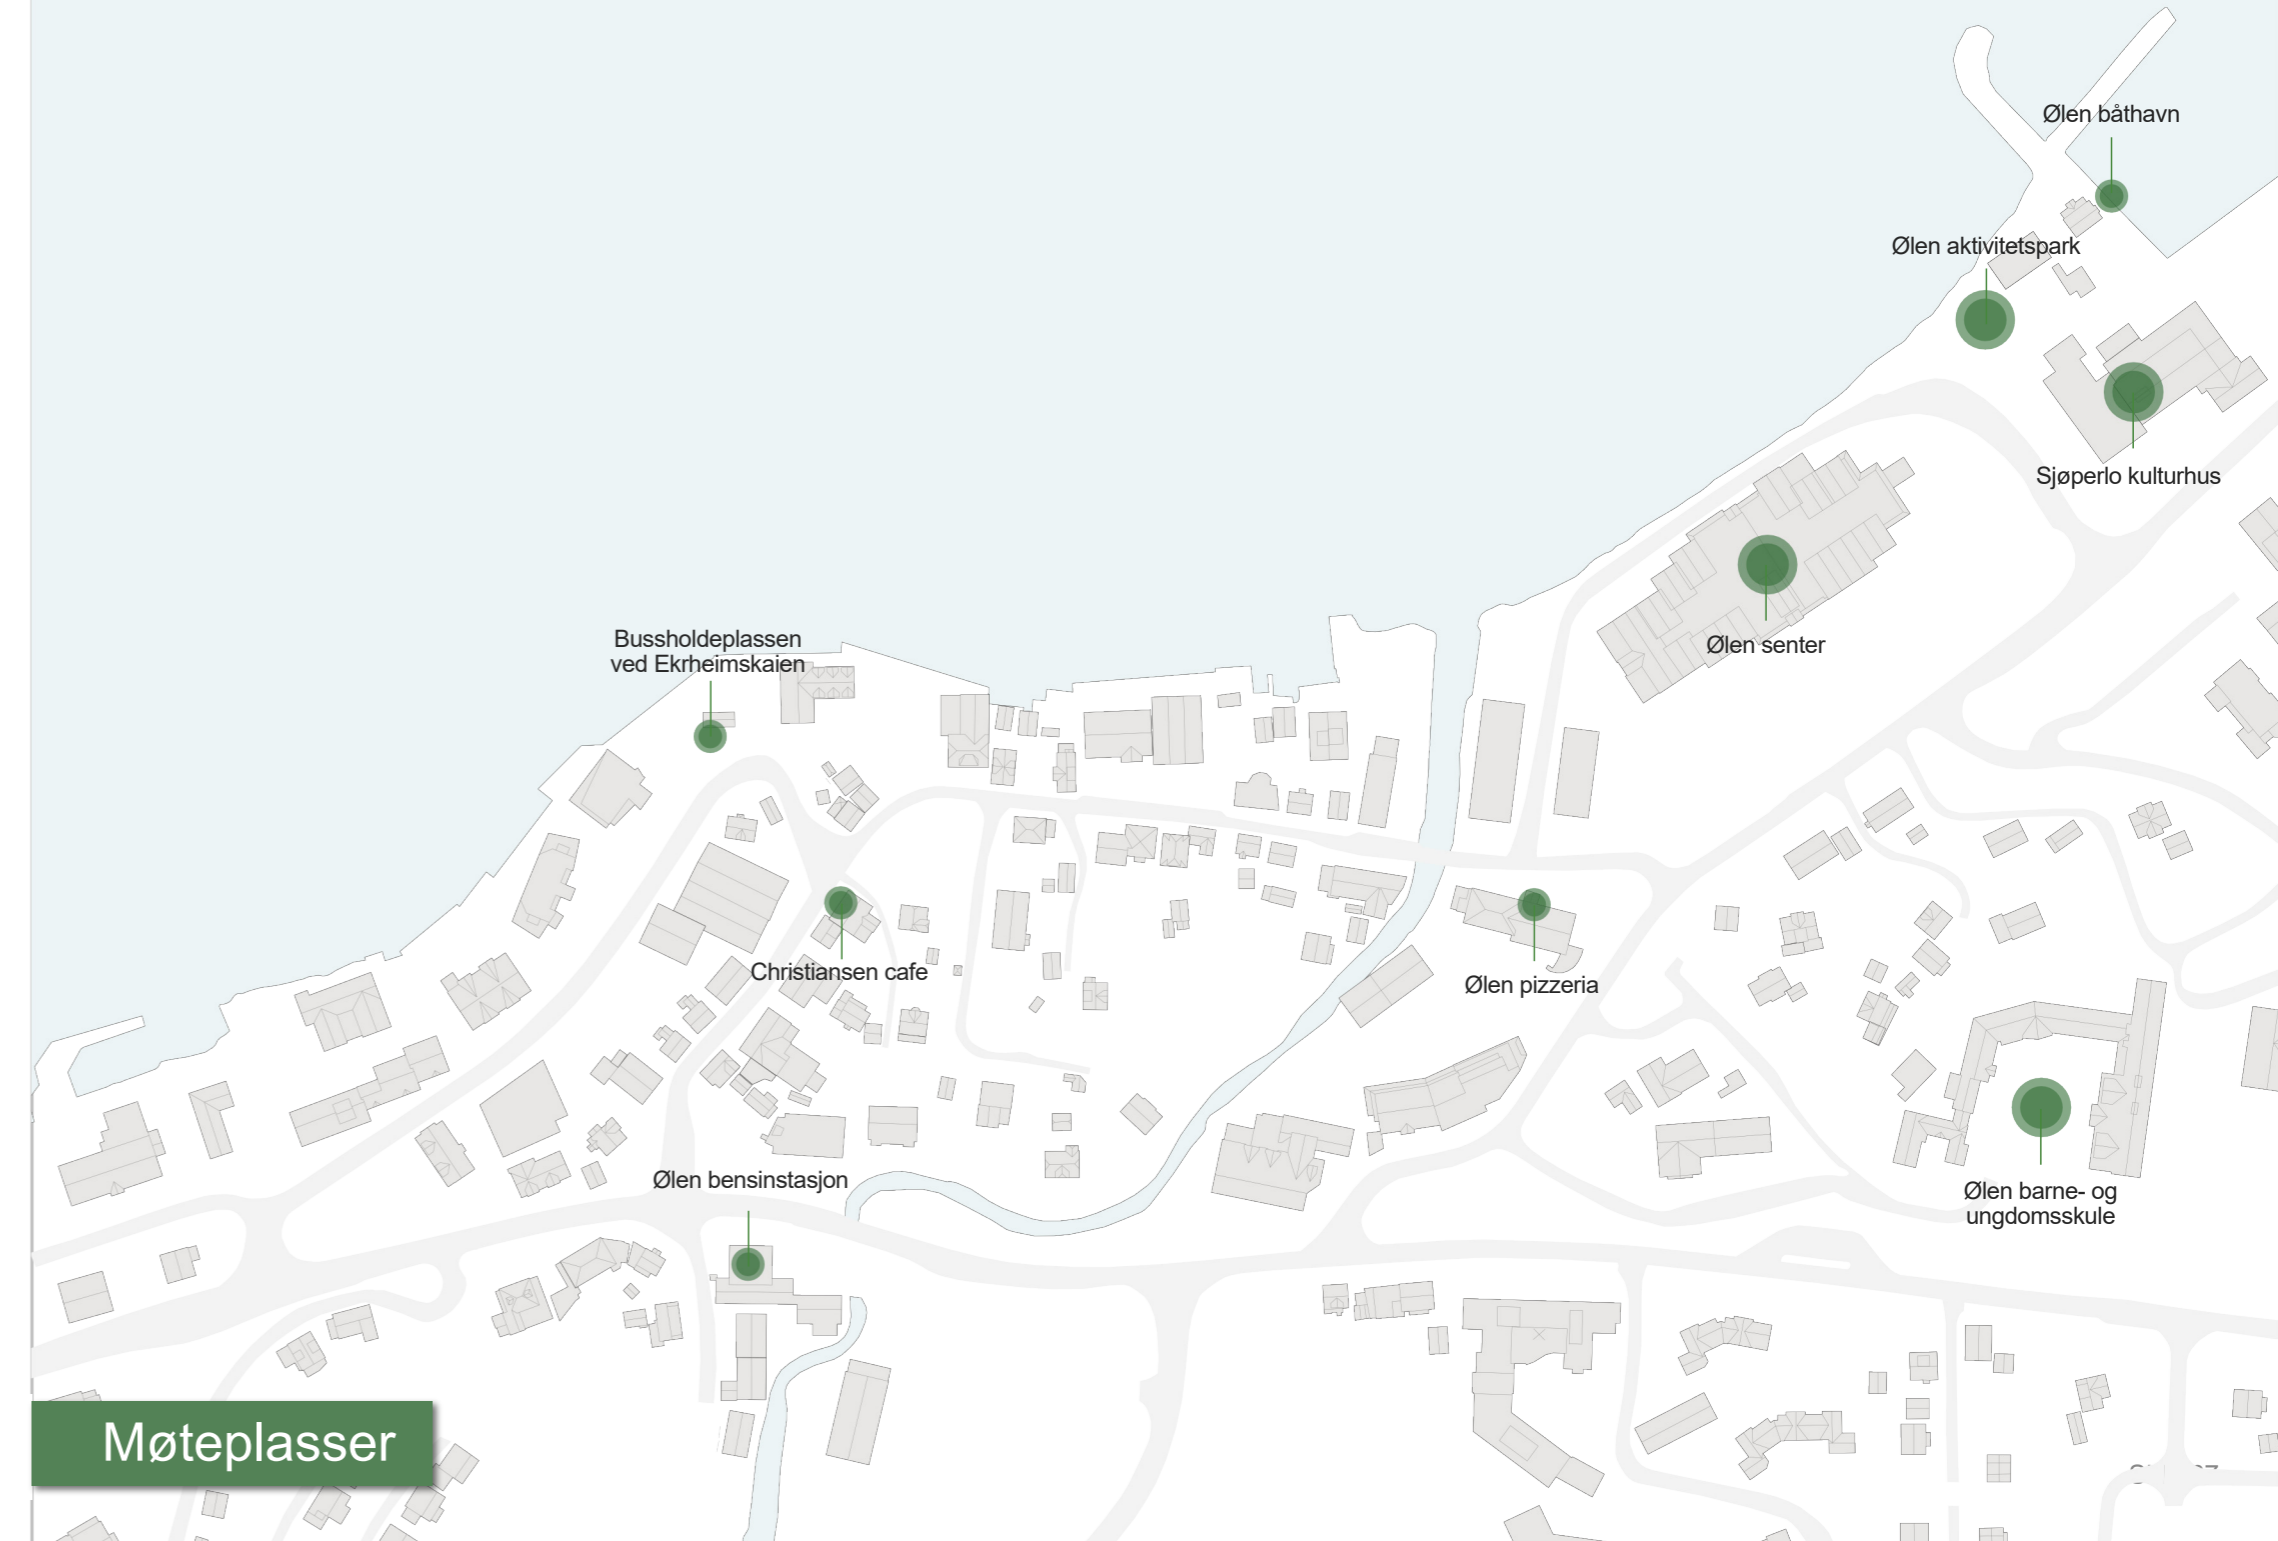 Ølen båthavn
Ølen aktivitetspark
Sjøperlo kulturhus
Bussholdeplassen
ved Ekrheimskaien
Ølen senter
Christiansen cafe
Ølen pizzeria
Ølen bensinstasjon
Ølen barne- og
ungdomsskule
Møteplasser